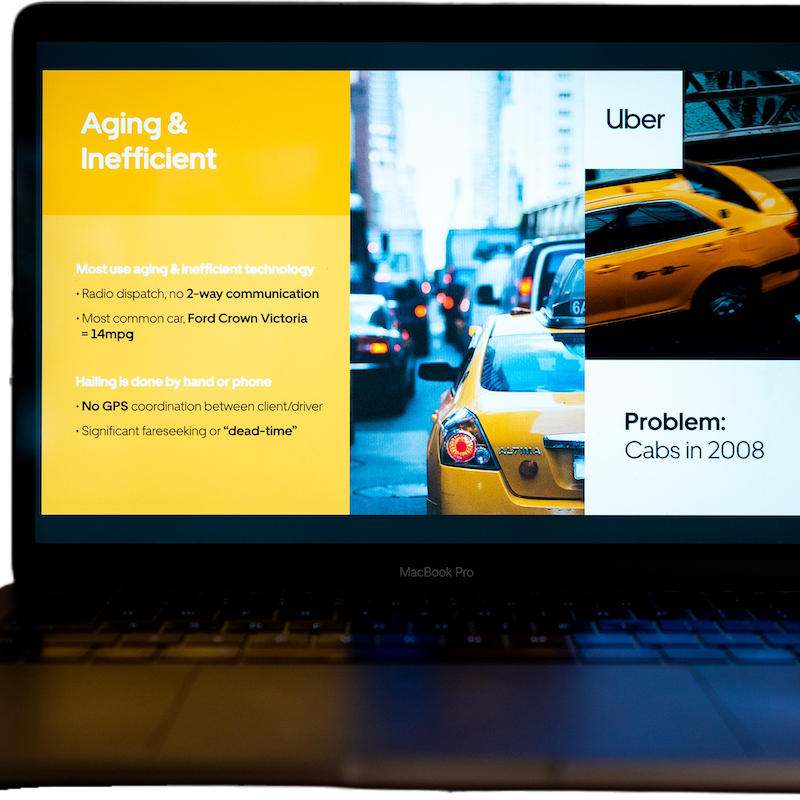 Aging &
Inefficient
Most use aging & inefficient technology
• Radio dispatch, no 2-way communication
• Most common car, Ford Crown Victoria
= 14mpg
Hailing is done by hand or phone
• No GPS coordination between client/driver
• Significant fareseeking or “dead-time”
6A
ALTIMA
Uber
Problem:
Cabs in 2008
MacBook Pro